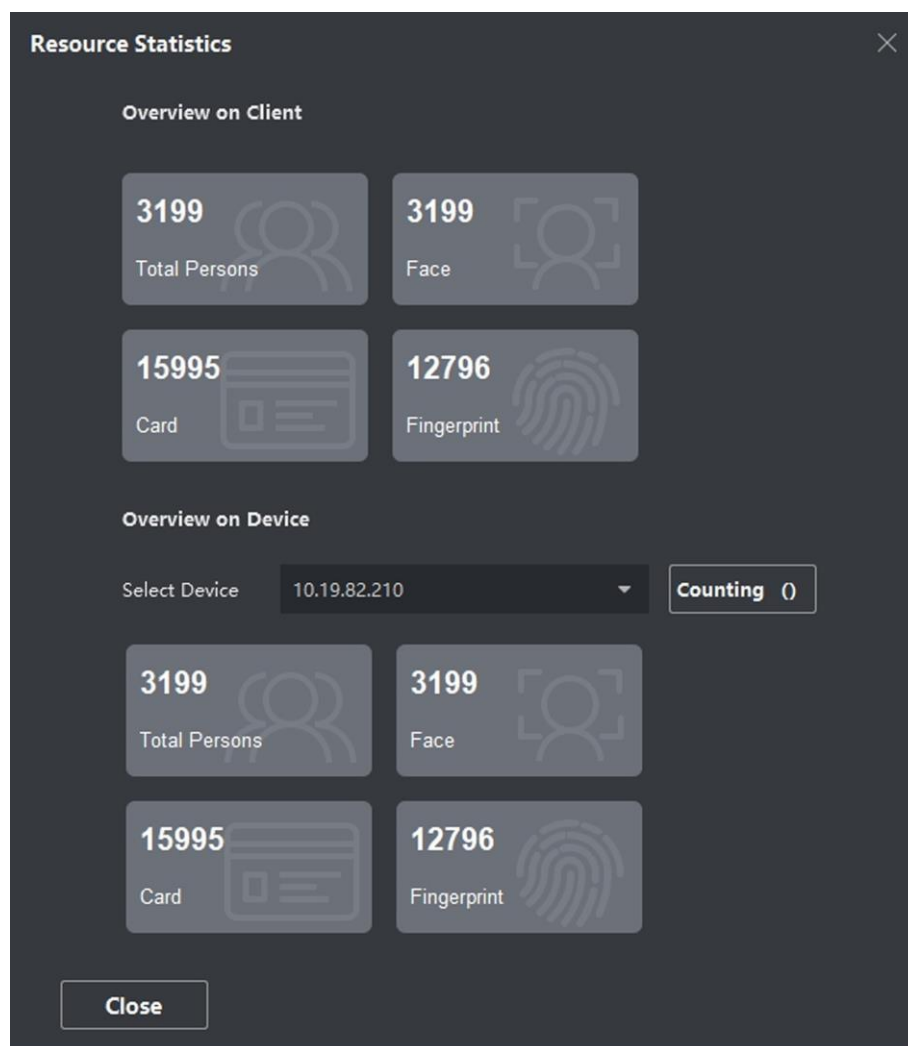 Resource Statistics
Overview on Client
3199
Total Persons
3199
Face
15995
Card
12796
Fingerprint
Overview on Device
Select Device 10.19.82.210 Counting ()
3199
Total Persons
3199
Face
15995
Card
12796
Fingerprint
Close